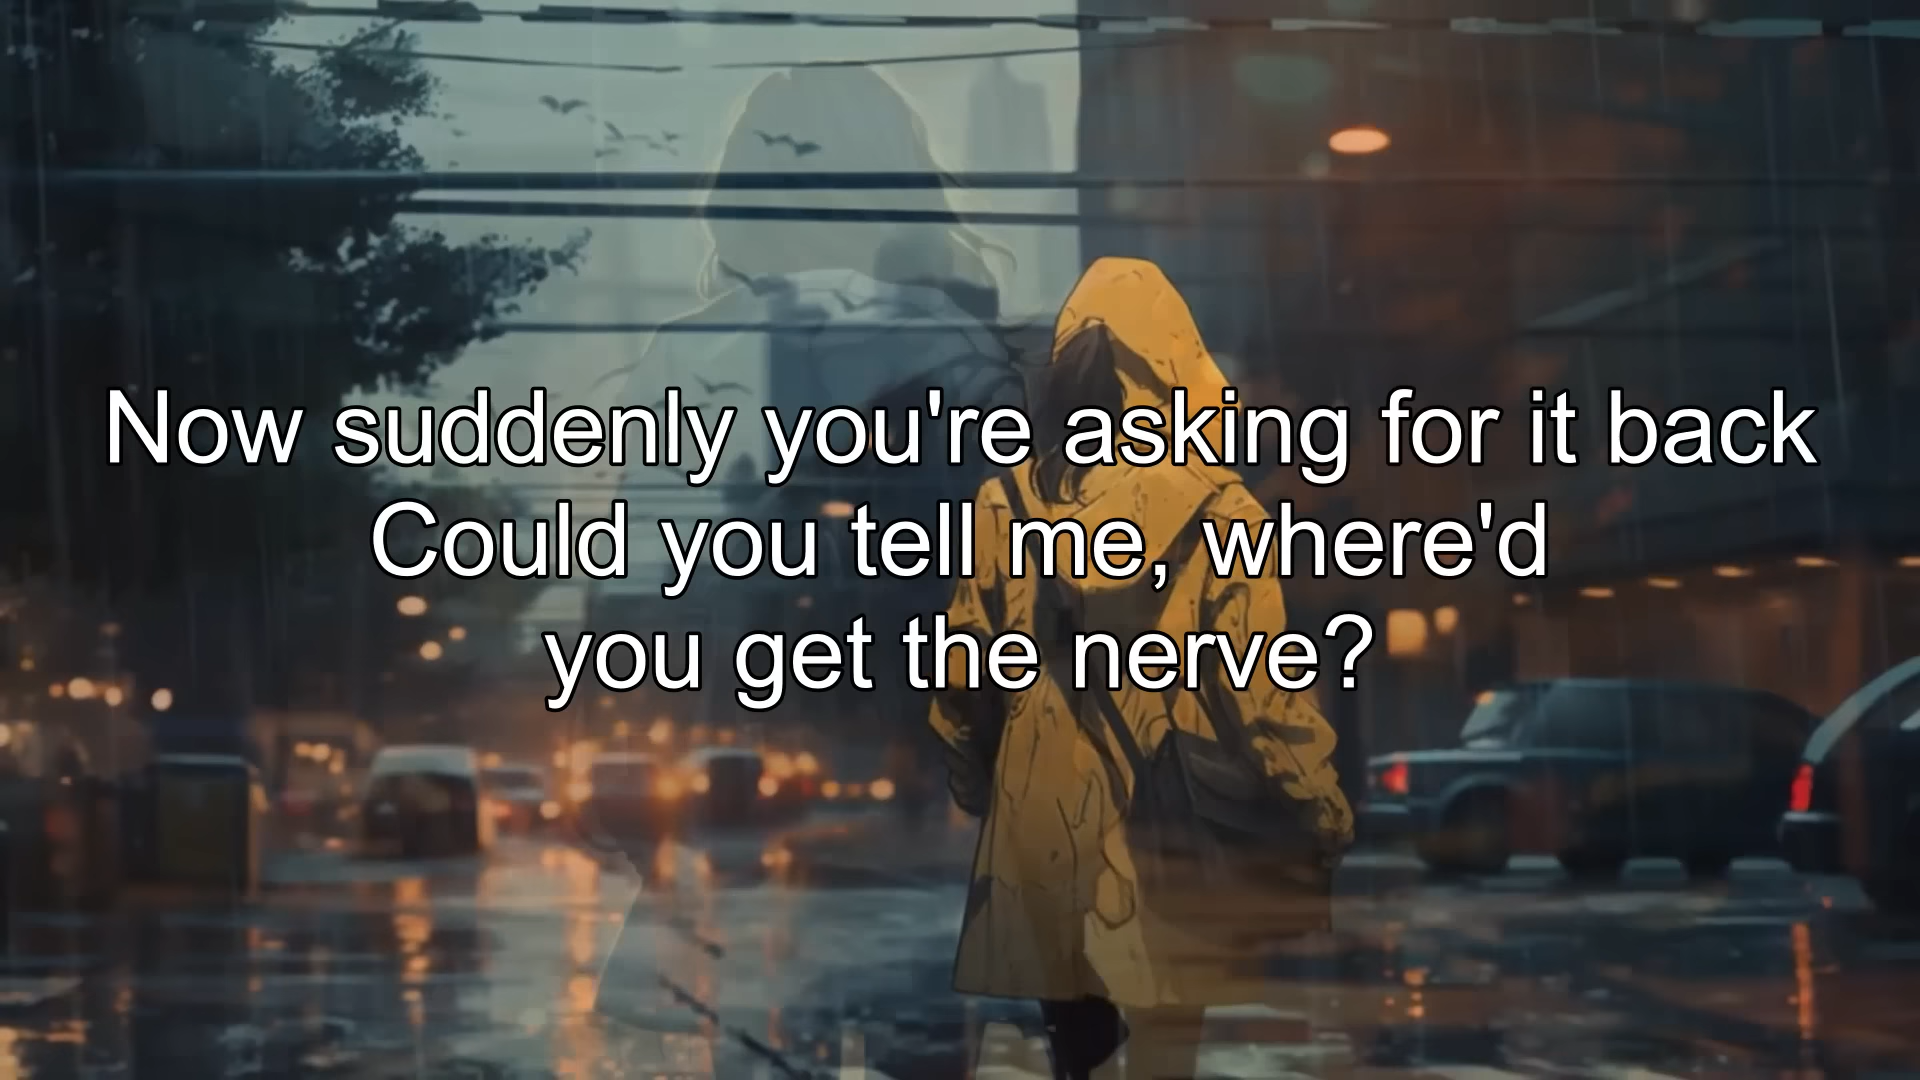 Now suddenly you're asking for it back
Could you tell me, where'd
you get the nerve?